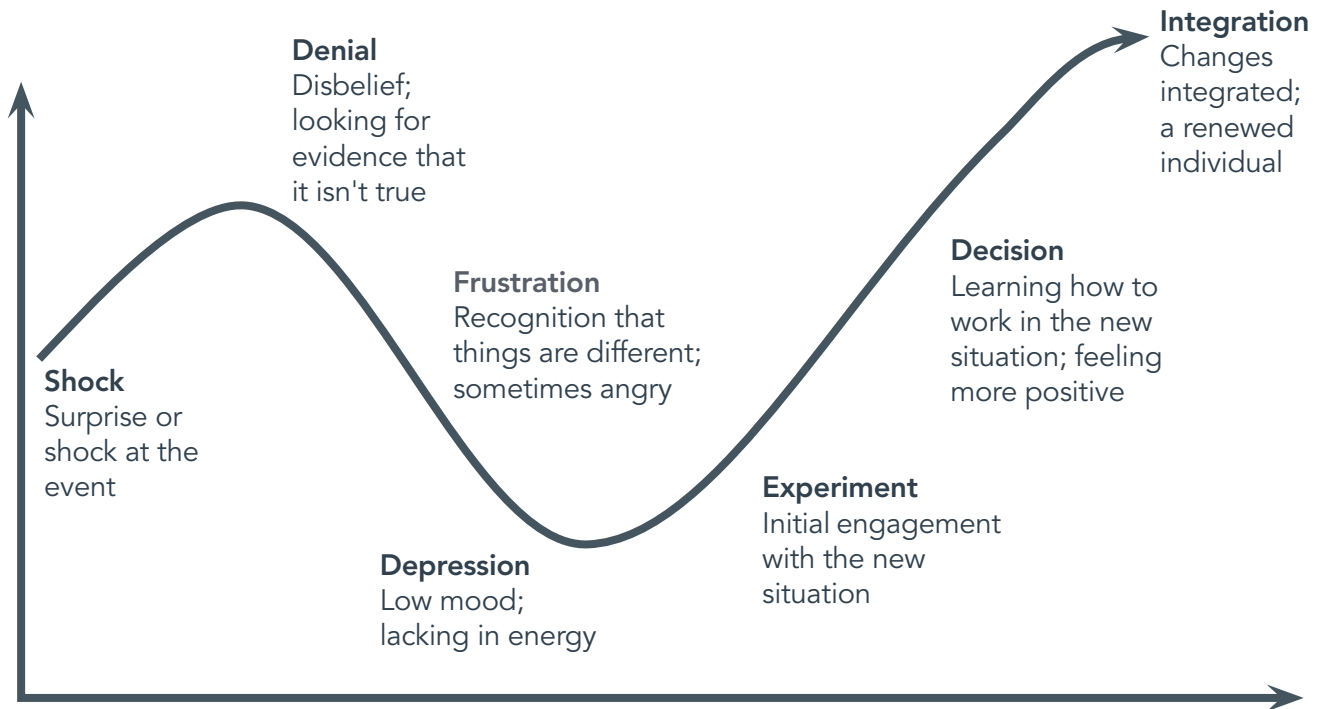 Shock
Surprise or
shock at the
event
Denial
Disbelief;
looking for
evidence that
it isn't true
Frustration
Recognition that
things are different;
sometimes angry
Depression
Low mood;
lacking in energy
Experiment
Initial engagement
with the new
situation
Decision
Learning how to
work in the new
situation; feeling
more positive
Integration
Changes
integrated;
a renewed
individual